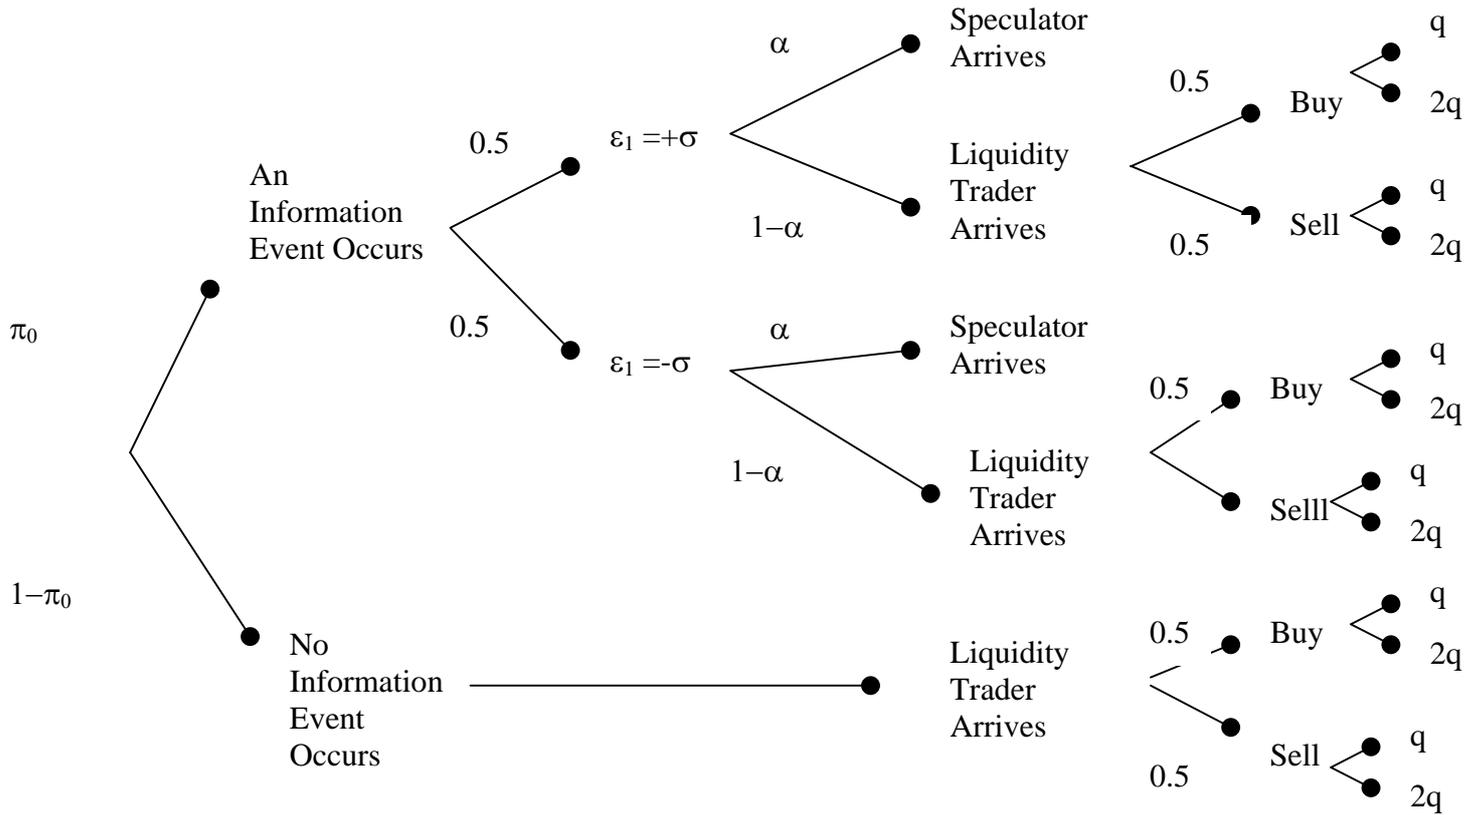 π0
1−π0
An
Information
Event Occurs
No
Information
Event
Occurs
0.5
0.5
ε1 =+σ
ε1 =-σ
α
1−α
α
1−α
Speculator
Arrives
Liquidity
Trader
Arrives
Speculator
Arrives
Liquidity
Trader
Arrives
Liquidity
Trader
Arrives
0.5
0.5
Buy
Sell
q
2q
q
2q
0.5
Buy
Selll
q
2q
q
2q
0.5
0.5
Buy
Sell
q
2q
q
2q